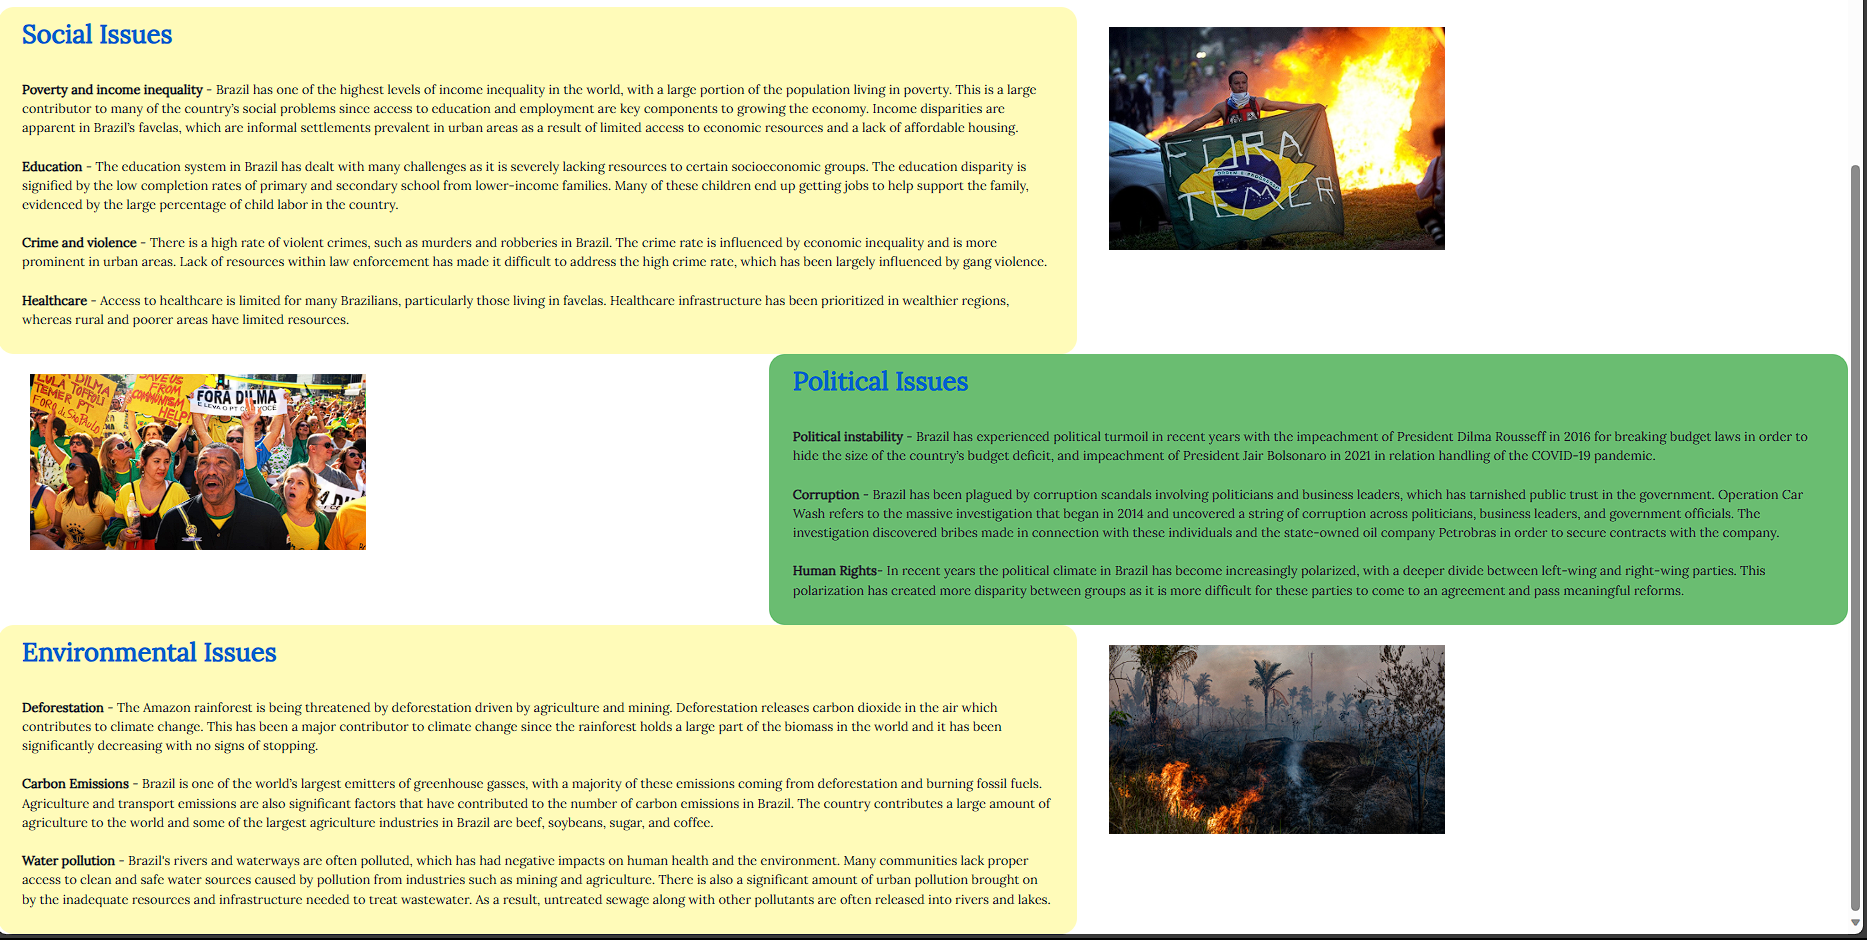 Social Issues
Poverty and income inequality - Brazil has one of the highest levels of income inequality in the world, with a large portion of the population living in poverty. This is a large
contributor to many of the country's social problems since access to education and employment are key components to growing the economy. Income disparities are
apparent in Brazil's favelas, which are informal settlements prevalent in urban areas as a result of limited access to economic resources and a lack of affordable housing.
Education - The education system in Brazil has dealt with many challenges as it is severely lacking resources to certain socioeconomic groups. The education disparity is
signified by the low completion rates of primary and secondary school from lower-income families. Many of these children end up getting jobs to help support the family,
evidenced by the large percentage of child labor in the country.
Crime and violence - There is a high rate of violent crimes, such as murders and robberies in Brazil. The crime rate is influenced by economic inequality and is more
prominent in urban areas. Lack of resources within law enforcement has made it difficult to address the high crime rate, which has been largely influenced by gang violence.
Healthcare - Access to healthcare is limited for many Brazilians, particularly those living in favelas. Healthcare infrastructure has been prioritized in wealthier regions,
whereas rural and poorer areas have limited resources.
FORA
TEMER
DILMA
LULA TOFFOLI
TEMER PT
FORO di São Paulo
SAVE US
FROM
COMMUNISM
HELP!
FORA DILMA
E LEVA O PT COM VOCE
Political Issues
Political instability - Brazil has experienced political turmoil in recent years with the impeachment of President Dilma Rousseff in 2016 for breaking budget laws in order to
hide the size of the country's budget deficit, and impeachment of President Jair Bolsonaro in 2021 in relation handling of the COVID-19 pandemic.
Corruption - Brazil has been plagued by corruption scandals involving politicians and business leaders, which has tarnished public trust in the government. Operation Car
Wash refers to the massive investigation that began in 2014 and uncovered a string of corruption across politicians, business leaders, and government officials. The
investigation discovered bribes made in connection with these individuals and the state-owned oil company Petrobras in order to secure contracts with the company.
Human Rights- In recent years the political climate in Brazil has become increasingly polarized, with a deeper divide between left-wing and right-wing parties. This
polarization has created more disparity between groups as it is more difficult for these parties to come to an agreement and pass meaningful reforms.
Environmental Issues
Deforestation - The Amazon rainforest is being threatened by deforestation driven by agriculture and mining. Deforestation releases carbon dioxide in the air which
contributes to climate change. This has been a major contributor to climate change since the rainforest holds a large part of the biomass in the world and it has been
significantly decreasing with no signs of stopping.
Carbon Emissions - Brazil is one of the world's largest emitters of greenhouse gasses, with a majority of these emissions coming from deforestation and burning fossil fuels.
Agriculture and transport emissions are also significant factors that have contributed to the number of carbon emissions in Brazil. The country contributes a large amount of
agriculture to the world and some of the largest agriculture industries in Brazil are beef, soybeans, sugar, and coffee.
Water pollution - Brazil's rivers and waterways are often polluted, which has had negative impacts on human health and the environment. Many communities lack proper
access to clean and safe water sources caused by pollution from industries such as mining and agriculture. There is also a significant amount of urban pollution brought on
by the inadequate resources and infrastructure needed to treat wastewater. As a result, untreated sewage along with other pollutants are often released into rivers and lakes.